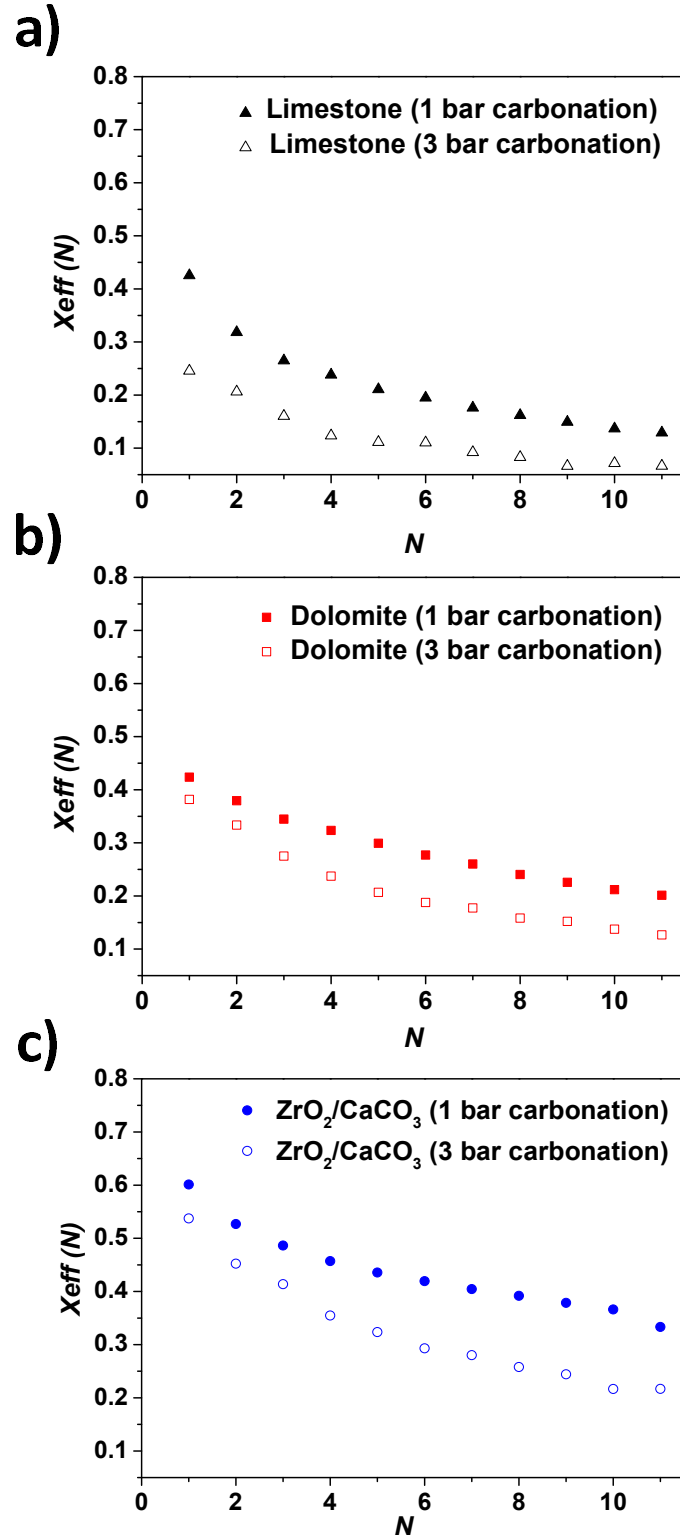 a)
0.8
Limestone (1 bar carbonation)
0.7
Limestone (3 bar carbonation)
0.6
0.5
0.4
0.3
0.2
0.1
Xeff (N)
0 2 4 6 8 10
N
b)
0.8
Dolomite (1 bar carbonation)
0.7
Dolomite (3 bar carbonation)
0.6
0.5
0.4
0.3
0.2
0.1
Xeff (N)
0 2 4 6 8 10
N
c)
0.8
ZrO₂/CaCO₃ (1 bar carbonation)
0.7
ZrO₂/CaCO₃ (3 bar carbonation)
0.6
0.5
0.4
0.3
0.2
0.1
Xeff (N)
0 2 4 6 8 10
N